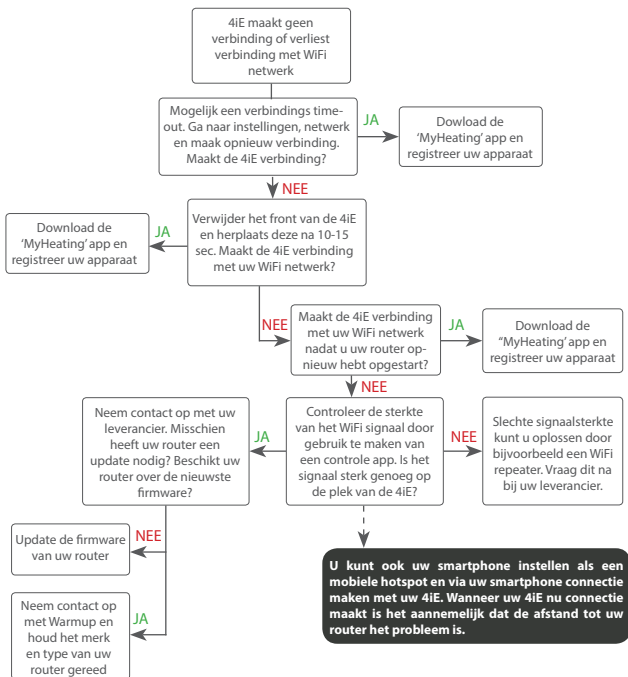 4iE maakt geen
verbinding of verliest
verbinding met WiFi
netwerk
Mogelijk een verbindings time-
out. Ga naar instellingen, netwerk
en maak opnieuw verbinding.
Maakt de 4iE verbinding?
JA
Dowload de
‘MyHeating’ app en
registreer uw apparaat
NEE
Verwijder het front van de 4iE
en herplaats deze na 10-15
sec. Maakt de 4iE verbinding
met uw WiFi netwerk?
JA
Download de
‘MyHeating’ app en
registreer uw apparaat
NEE
Maakt de 4iE verbinding
met uw WiFi netwerk
nadat u uw router op-
nieuw hebt opgestart?
JA
Download de
“MyHeating’ app en
registreer uw apparaat
NEE
Controleer de sterkte
van het WiFi signaal door
gebruik te maken van
een controle app. Is het
signaal sterk genoeg op
de plek van de 4iE?
NEE
Slechte signaalsterkte
kunt u oplossen door
bijvoorbeeld een WiFi
repeater. Vraag dit na
bij uw leverancier.
JA
Neem contact op met uw
leverancier. Misschien
heeft uw router een
update nodig? Beschikt uw
router over de nieuwste
firmware?
NEE
Update de firmware
van uw router
JA
Neem contact op
met Warmup en
houd het merk
en type van uw
router gereed
U kunt ook uw smartphone instellen als een
mobiele hotspot en via uw smartphone connectie
maken met uw 4iE. Wanneer uw 4iE nu connectie
maakt is het aannemelijk dat de afstand tot uw
router het probleem is.